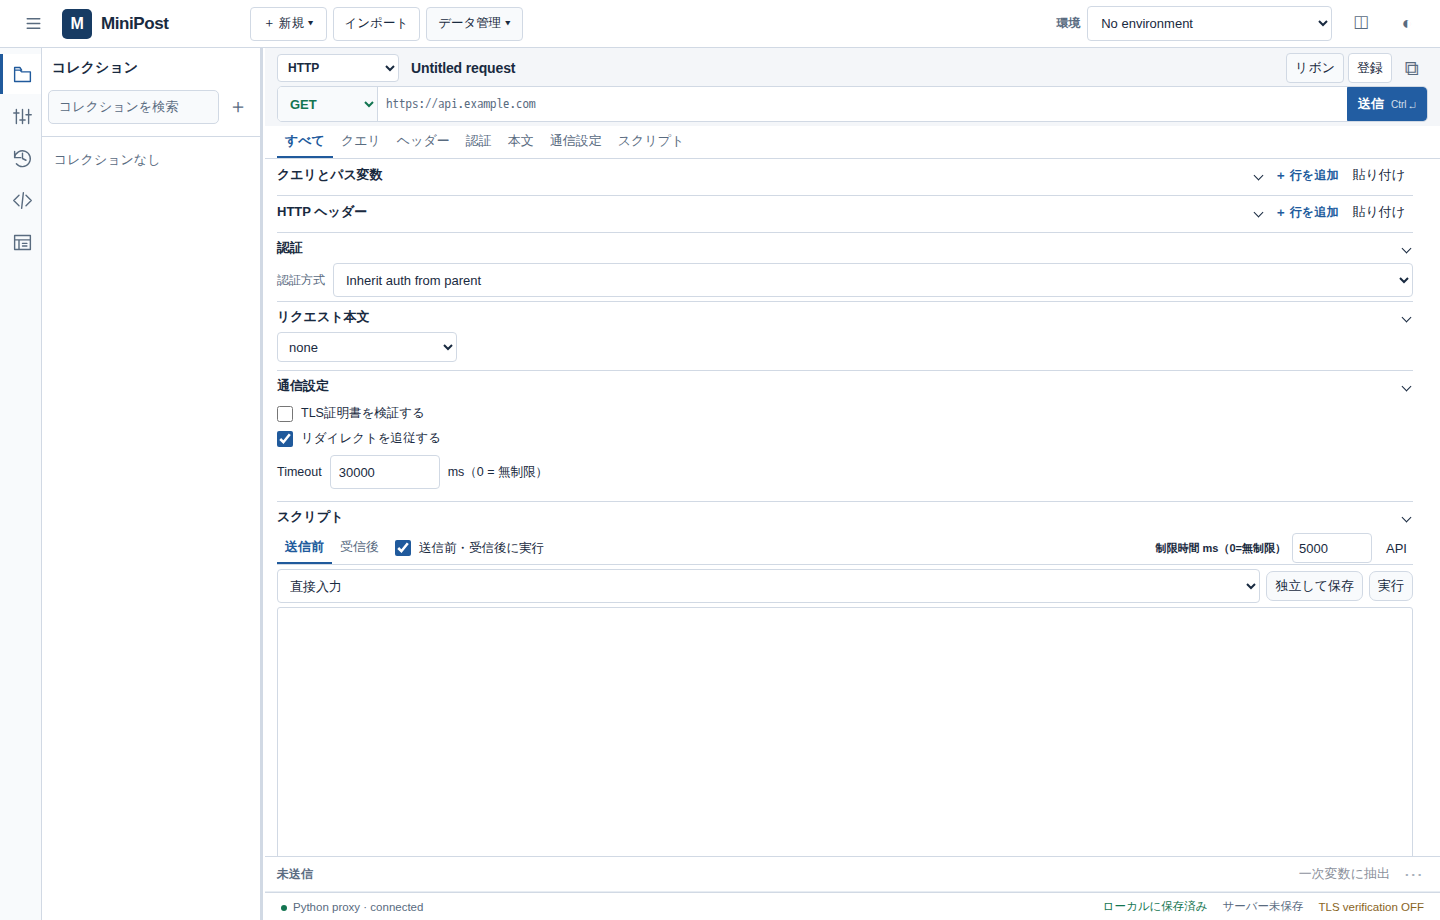 M MiniPost
＋ 新規 ▾ インポート データ管理 ▾
環境 No environment
コレクション
コレクションを検索 ＋
コレクションなし
HTTP Untitled request リボン 登録
GET https://api.example.com 送信 Ctrl ⏎
すべて クエリ ヘッダー 認証 本文 通信設定 スクリプト
クエリとパス変数 ＋ 行を追加 貼り付け
HTTP ヘッダー ＋ 行を追加 貼り付け
認証
認証方式 Inherit auth from parent
リクエスト本文
none
通信設定
TLS証明書を検証する
リダイレクトを追従する
Timeout 30000 ms（0 = 無制限）
スクリプト
送信前 受信後 送信前・受信後に実行 制限時間 ms（0=無制限） 5000 API
直接入力 独立して保存 実行
未送信 一次変数に抽出 ···
Python proxy · connected ローカルに保存済み サーバー未保存 TLS verification OFF